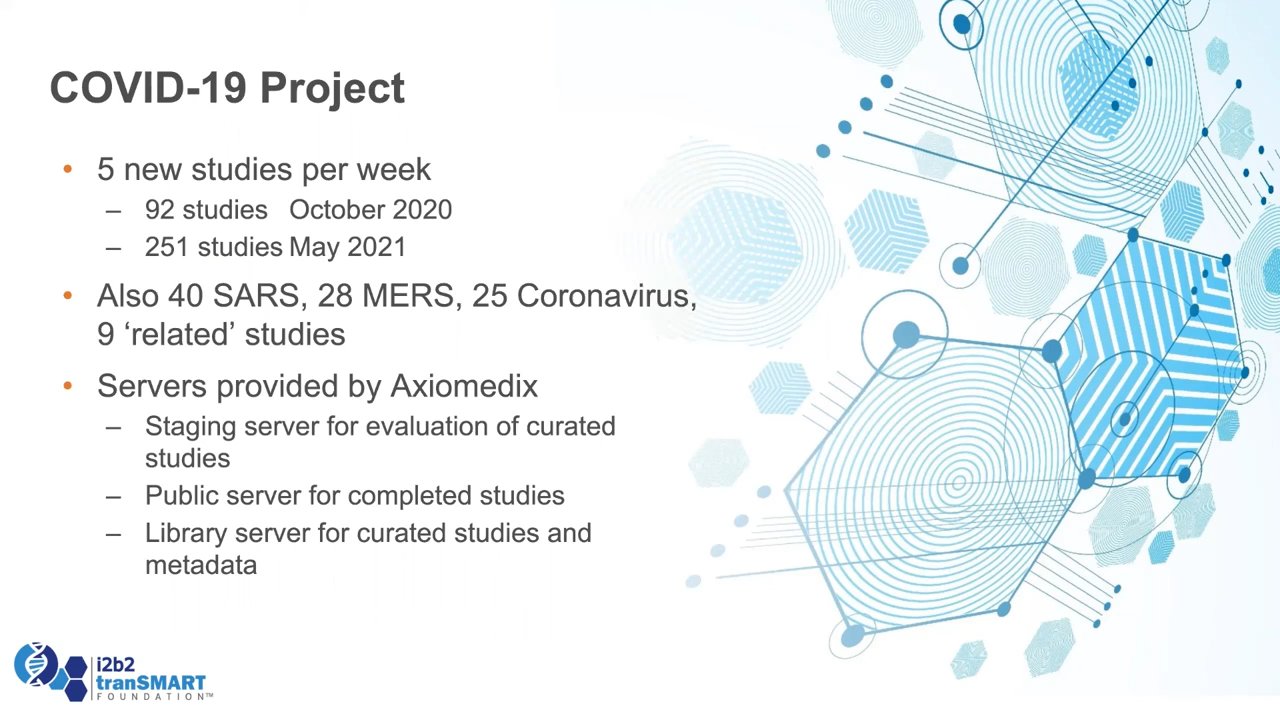 COVID-19 Project
• 5 new studies per week
– 92 studies October 2020
– 251 studies May 2021
• Also 40 SARS, 28 MERS, 25 Coronavirus,
9 ‘related’ studies
• Servers provided by Axiomedix
– Staging server for evaluation of curated
studies
– Public server for completed studies
– Library server for curated studies and
metadata
i2b2
tranSMART
FOUNDATION™